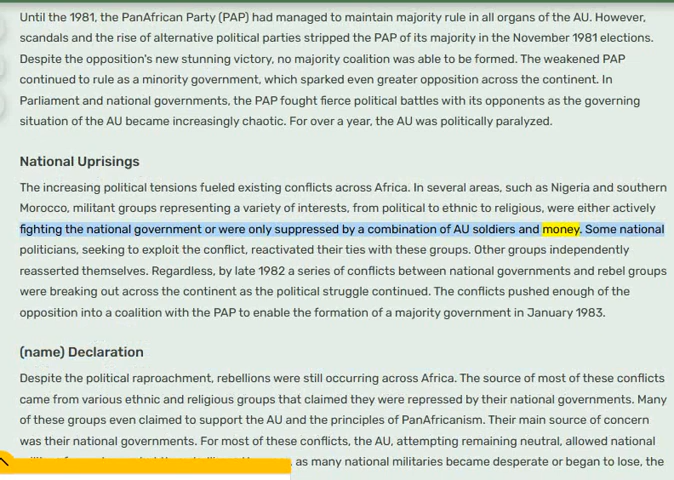 Until the 1981, the PanAfrican Party (PAP) had managed to maintain majority rule in all organs of the AU. However,
scandals and the rise of alternative political parties stripped the PAP of its majority in the November 1981 elections.
Despite the opposition's new stunning victory, no majority coalition was able to be formed. The weakened PAP
continued to rule as a minority government, which sparked even greater opposition across the continent. In
Parliament and national governments, the PAP fought fierce political battles with its opponents as the governing
situation of the AU became increasingly chaotic. For over a year, the AU was politically paralyzed.
National Uprisings
The increasing political tensions fueled existing conflicts across Africa. In several areas, such as Nigeria and southern
Morocco, militant groups representing a variety of interests, from political to ethnic to religious, were either actively
fighting the national government or were only suppressed by a combination of AU soldiers and money. Some national
politicians, seeking to exploit the conflict, reactivated their ties with these groups. Other groups independently
reasserted themselves. Regardless, by late 1982 a series of conflicts between national governments and rebel groups
were breaking out across the continent as the political struggle continued. The conflicts pushed enough of the
opposition into a coalition with the PAP to enable the formation of a majority government in January 1983.
(name) Declaration
Despite the political raproachment, rebellions were still occurring across Africa. The source of most of these conflicts
came from various ethnic and religious groups that claimed they were repressed by their national governments. Many
of these groups even claimed to support the AU and the principles of PanAfricanism. Their main source of concern
was their national governments. For most of these conflicts, the AU, attempting remaining neutral, allowed national
as many national militaries became desperate or began to lose, the